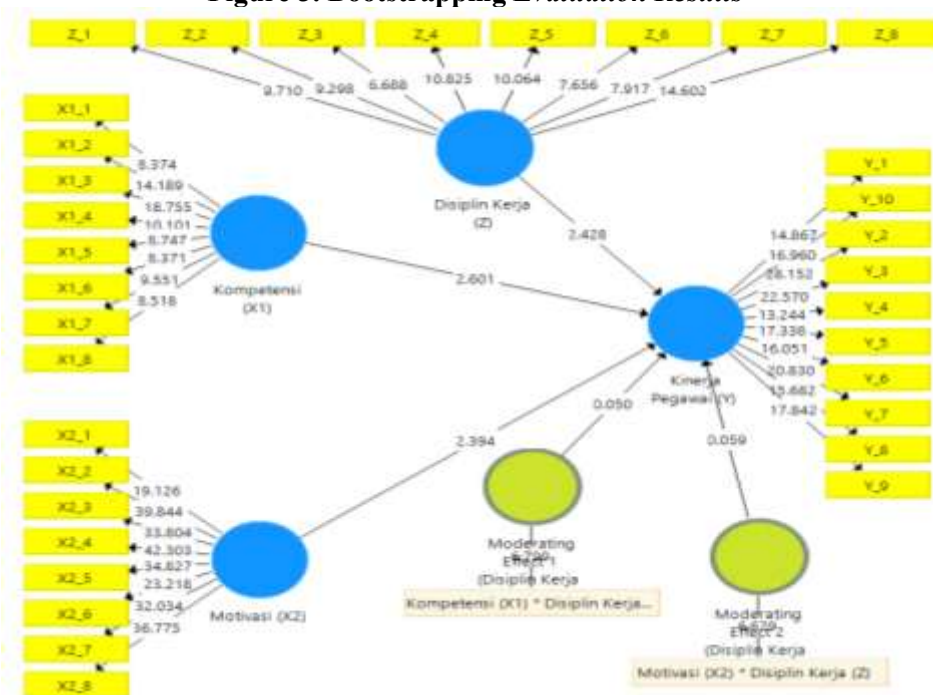 Figure 3. Bootstrapping Evaluation Results
Z_1
Z_2
Z_3
Z_4
Z_5
Z_6
Z_7
Z_8
9.710
9.298
6.688
10.825
10.064
7.656
7.917
14.602
Disiplin Kerja
(Z)
X1_1
X1_2
X1_3
X1_4
X1_5
X1_6
X1_7
X1_8
8.374
14.189
18.755
10.101
8.747
8.371
9.551
8.518
Kompetensi
(X1)
2.428
2.601
Y_1
Y_10
Y_2
Y_3
Y_4
Y_5
Y_6
Y_7
Y_8
Y_9
14.867
16.960
28.152
22.570
13.244
17.338
16.051
20.830
15.662
17.842
Kinerja
Pegawai (Y)
X2_1
X2_2
X2_3
X2_4
X2_5
X2_6
X2_7
X2_8
19.126
39.844
33.804
42.303
34.827
23.218
32.034
36.775
Motivasi (X2)
2.394
0.050
0.059
Moderating
Effect 1
(Disiplin Kerja
Kompetensi (X1) * Disiplin Kerja...
Moderating
Effect 2
(Disiplin Kerja
Motivasi (X2) * Disiplin Kerja (Z)